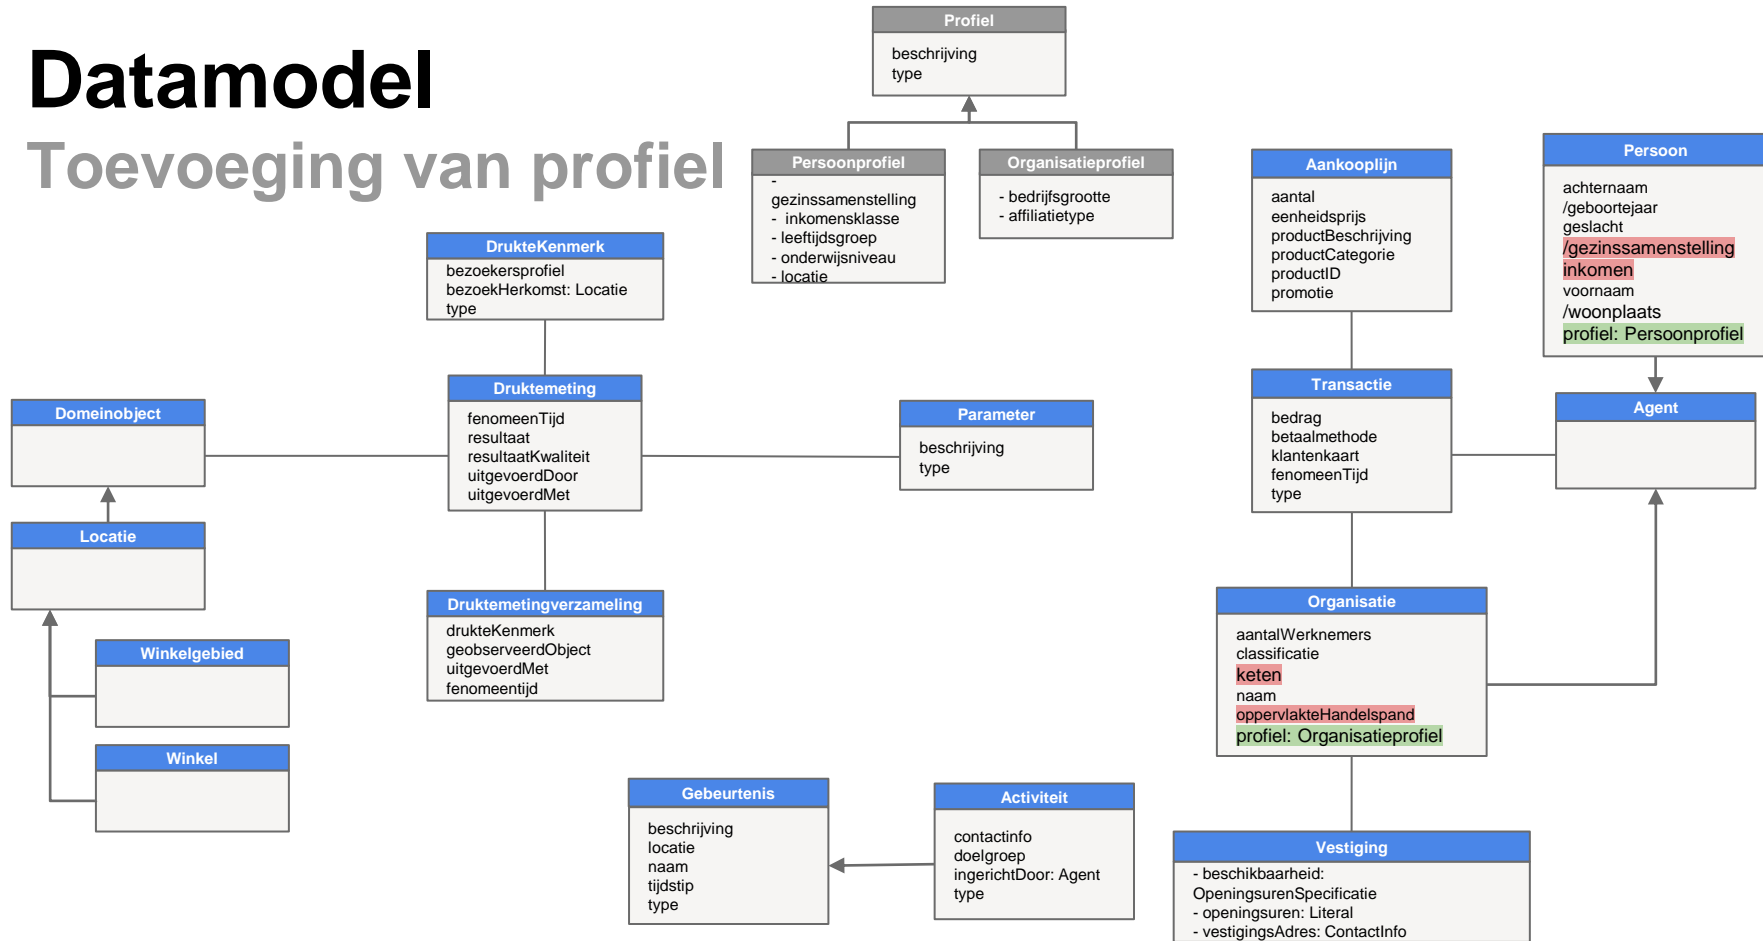 Datamodel
Toevoeging van profiel
Profiel
beschrijving
type
Persoonprofiel
-
gezinssamenstelling
- inkomensklasse
- leeftijdsgroep
- onderwijsniveau
- locatie
Organisatieprofiel
- bedrijfsgrootte
- affiliatietype
Aankooplijn
aantal
eenheidsprijs
productBeschrijving
productCategorie
productID
promotie
Persoon
achternaam
/geboortejaar
geslacht
/gezinssamenstelling
inkomen
voornaam
/woonplaats
profiel: Persoonprofiel
DrukteKenmerk
bezoekersprofiel
bezoekHerkomst: Locatie
type
Druktemeting
fenomeenTijd
resultaat
resultaatKwaliteit
uitgevoerdDoor
uitgevoerdMet
Domeinobject
Parameter
beschrijving
type
Transactie
bedrag
betaalmethode
klantenkaart
fenomeenTijd
type
Agent
Locatie
Druktemetingverzameling
drukteKenmerk
geobserveerdObject
uitgevoerdMet
fenomeentijd
Winkelgebied
Winkel
Organisatie
aantalWerknemers
classificatie
keten
naam
oppervlakteHandelspand
profiel: Organisatieprofiel
Gebeurtenis
beschrijving
locatie
naam
tijdstip
type
Activiteit
contactinfo
doelgroep
ingerichtDoor: Agent
type
Vestiging
- beschikbaarheid:
OpeningsurenSpecificatie
- openingsuren: Literal
- vestigingsAdres: ContactInfo